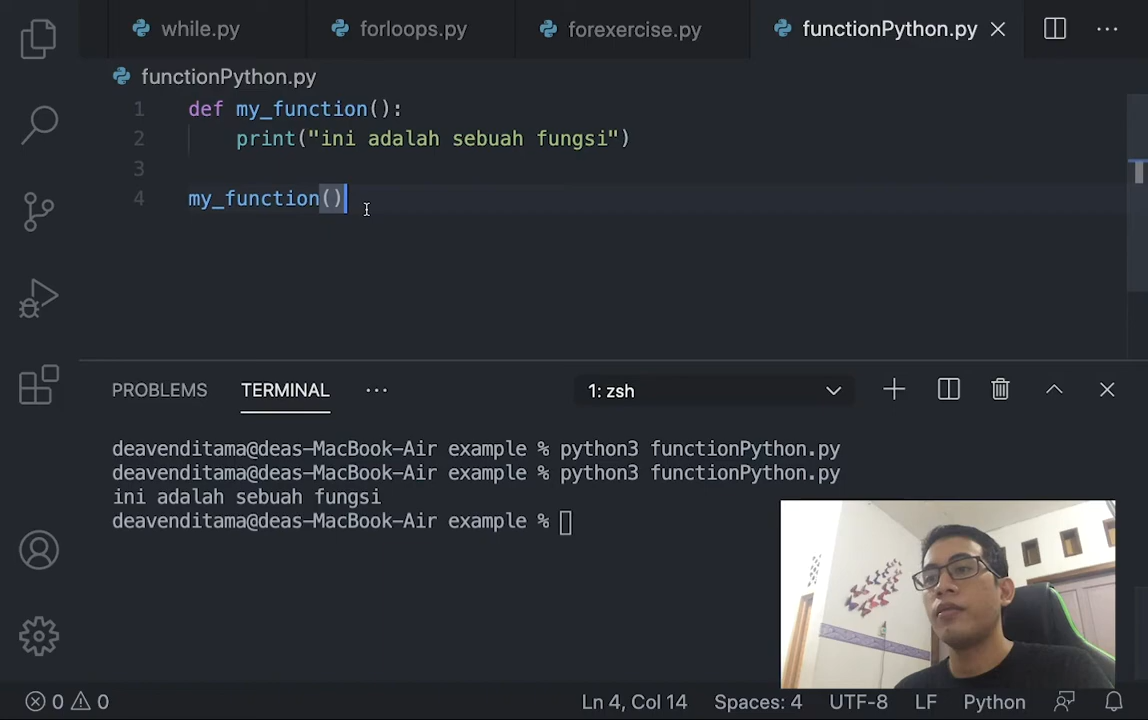 while.py forloops.py forexercise.py functionPython.py
functionPython.py
1 def my_function():
2 print("ini adalah sebuah fungsi")
3
4 my_function()
PROBLEMS TERMINAL ... 1: zsh
deavenditama@deas-MacBook-Air example % python3 functionPython.py
deavenditama@deas-MacBook-Air example % python3 functionPython.py
ini adalah sebuah fungsi
deavenditama@deas-MacBook-Air example %
0 0 Ln 4, Col 14 Spaces: 4 UTF-8 LF Python